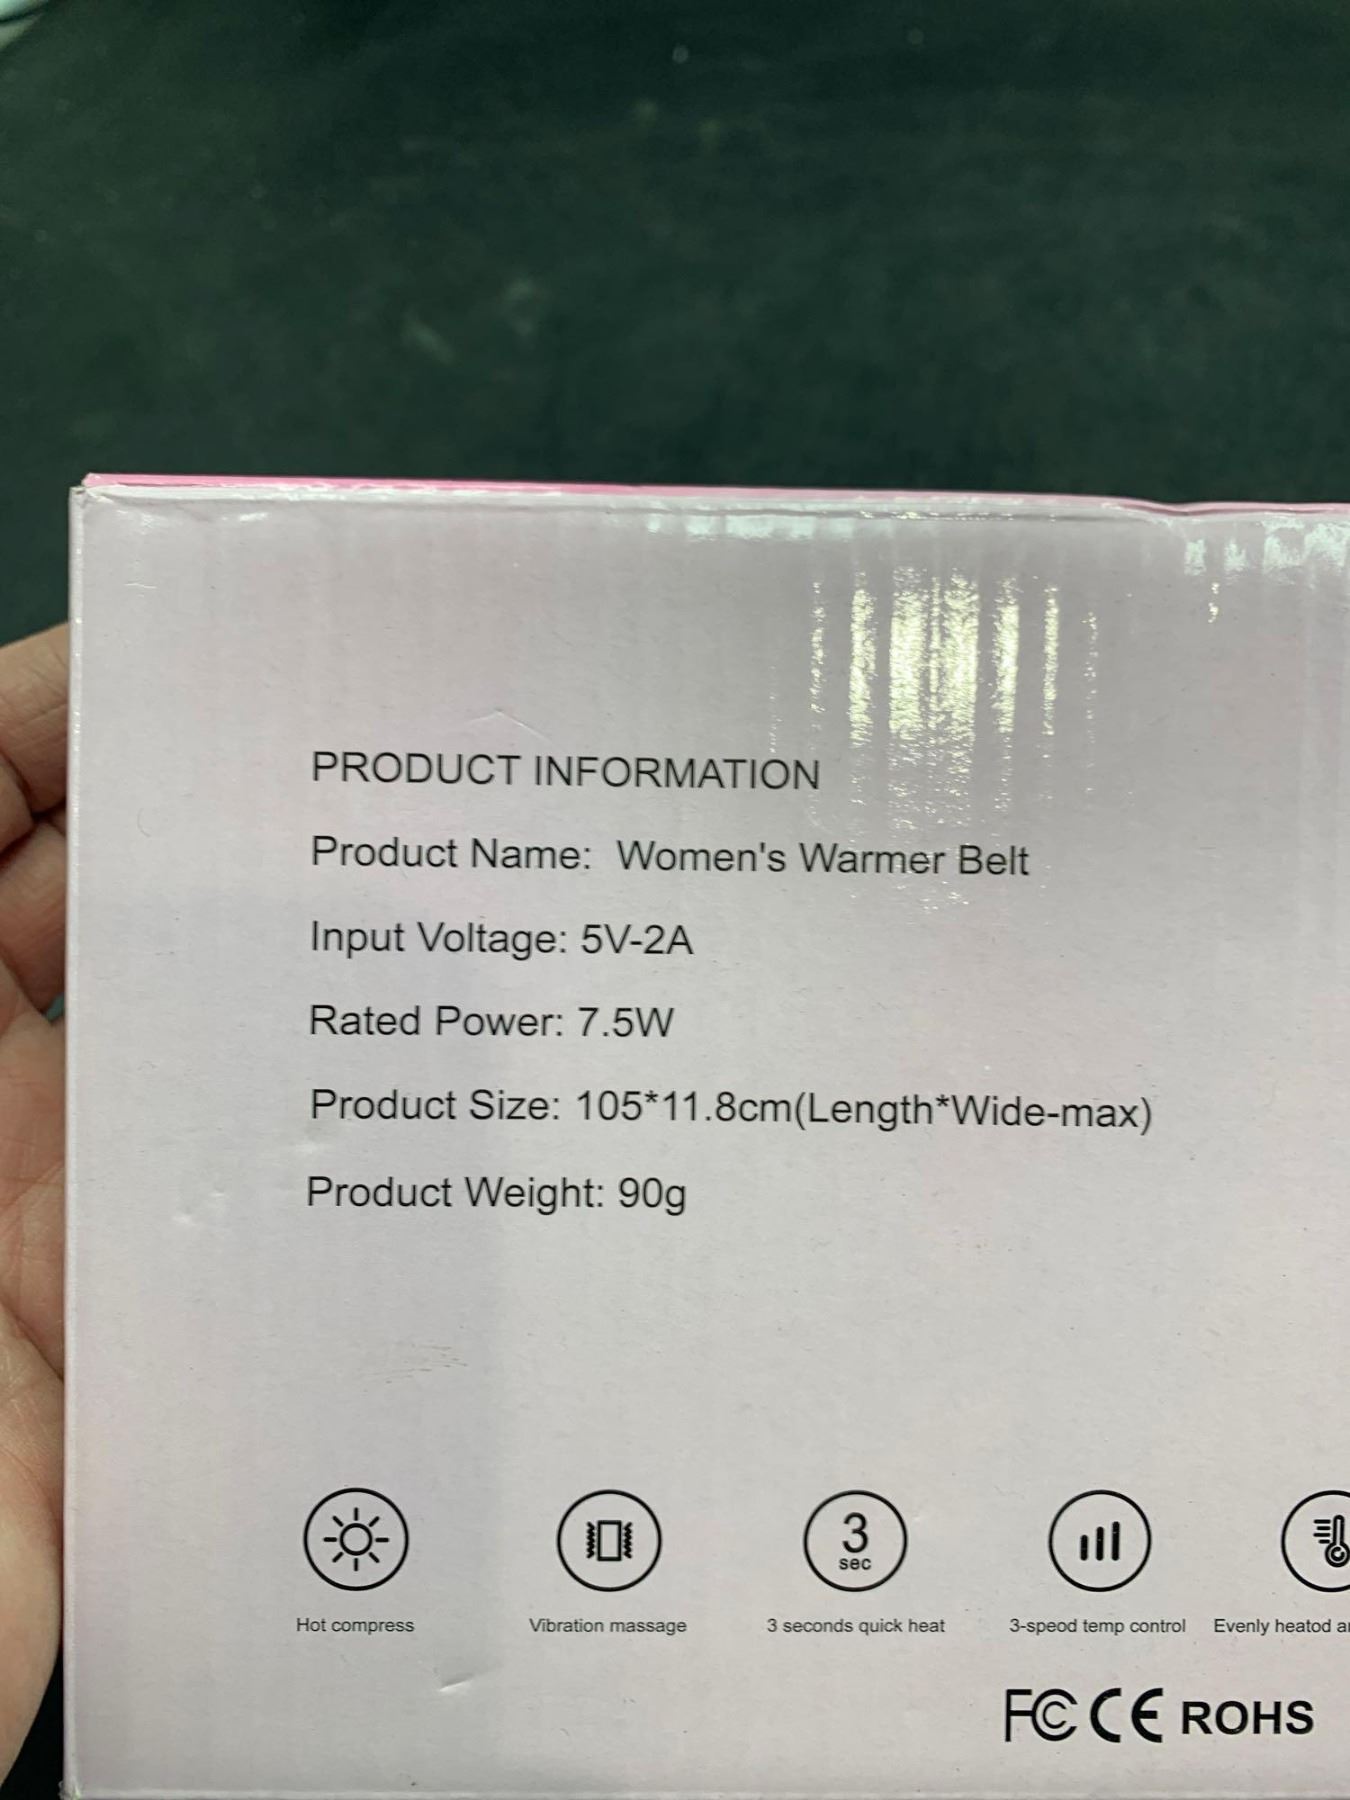 PRODUCT INFORMATION
Product Name: Women's Warmer Belt
Input Voltage: 5V-2A
Rated Power: 7.5W
Product Size: 105*11.8cm(Length*Wide-max)
Product Weight: 90g
3
sec
Hot compress
Vibration massage
3 seconds quick heat
3-speod temp control
Evenly heatod
FC CE ROHS